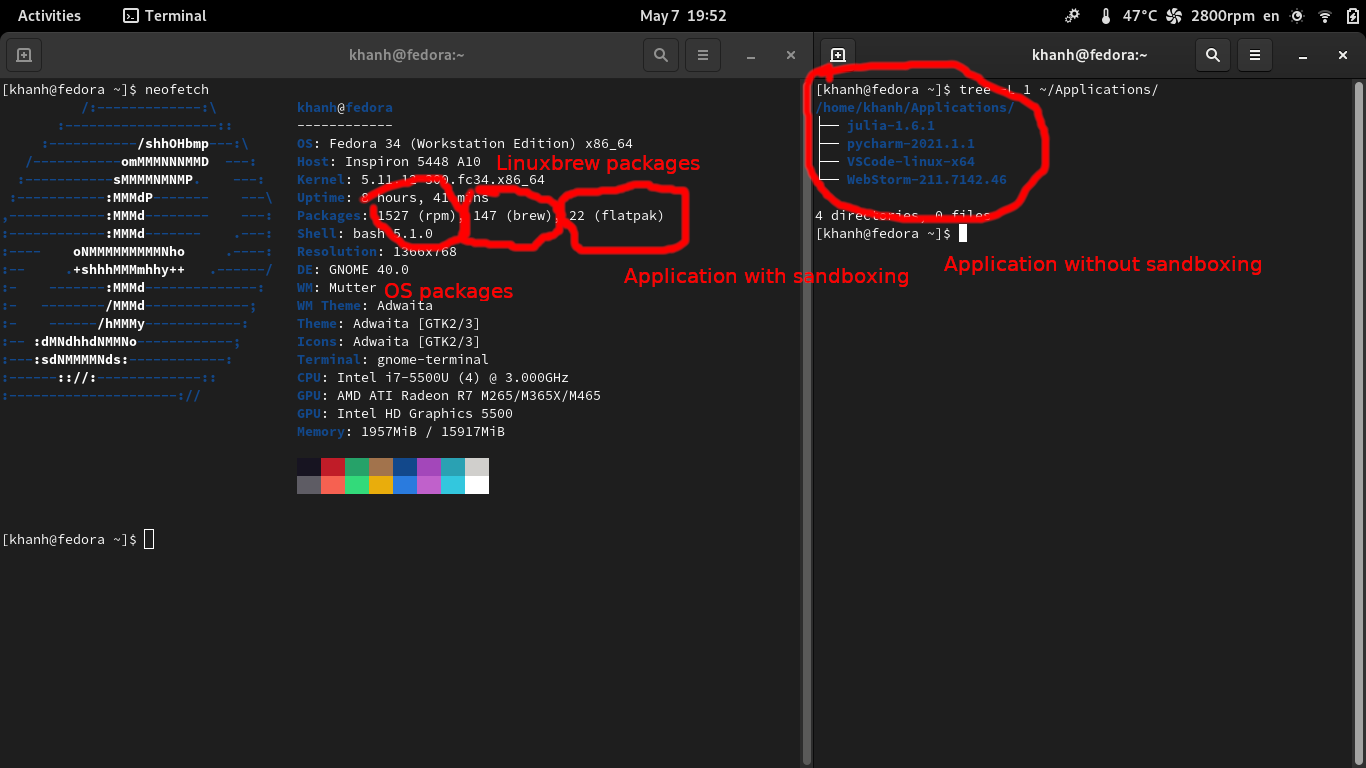 Activities Terminal May 7 19:52 47°C 2800rpm en
khanh@fedora:~
[khanh@fedora ~]$ neofetch
/:-------------:\ khanh@fedora
:-------------------:: ------------
:-----------/shhOHbmp---:\ OS: Fedora 34 (Workstation Edition) x86_64
/-----------omMMMNNNMMD ---: Host: Inspiron 5448 A10
:-----------sMMMMNMNMP. ---: Kernel: 5.11.12-300.fc34.x86_64
:-----------:MMMdP------- ---\ Uptime: 8 hours, 41 mins
,------------:MMMd-------- ---: Packages: 1527 (rpm), 147 (brew), 22 (flatpak)
:------------:MMMd------- .---: Shell: bash 5.1.0
:---- oNMMMMMMMMMNho .----: Resolution: 1366x768
:-- .+shhhMMMmhhy++ .------/ DE: GNOME 40.0
:- -------:MMMd--------------: WM: Mutter
:- --------/MMMd-------------; WM Theme: Adwaita
:- ------/hMMMy------------: Theme: Adwaita [GTK2/3]
:-- :dMNdhhdNMMNo------------; Icons: Adwaita [GTK2/3]
:---:sdNMMMMNds:------------: Terminal: gnome-terminal
:------:://:-------------:: CPU: Intel i7-5500U (4) @ 3.000GHz
:---------------------:// GPU: AMD ATI Radeon R7 M265/M365X/M465
GPU: Intel HD Graphics 5500
Memory: 1957MiB / 15917MiB
[khanh@fedora ~]$
Linuxbrew packages
OS packages
Application with sandboxing
khanh@fedora:~
[khanh@fedora ~]$ tree -L 1 ~/Applications/
/home/khanh/Applications/
├── julia-1.6.1
├── pycharm-2021.1.1
├── VSCode-linux-x64
└── WebStorm-211.7142.46
4 directories, 0 files
[khanh@fedora ~]$
Application without sandboxing